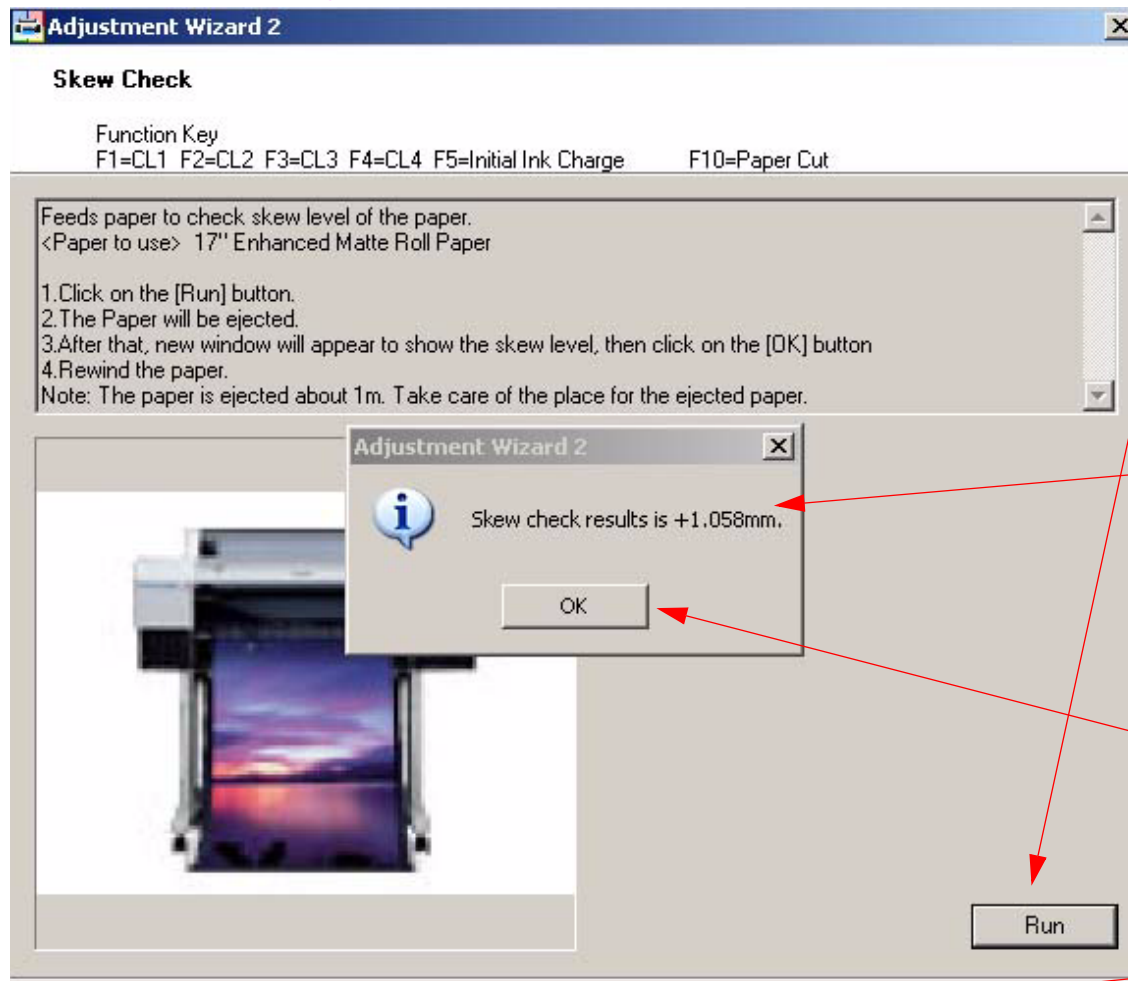 Adjustment Wizard 2
Skew Check
Function Key
F1=CL1 F2=CL2 F3=CL3 F4=CL4 F5=Initial Ink Charge F10=Paper Cut
Feeds paper to check skew level of the paper.
<Paper to use> 17" Enhanced Matte Roll Paper
1.Click on the [Run] button.
2.The Paper will be ejected.
3.After that, new window will appear to show the skew level, then click on the [OK] button
4.Rewind the paper.
Note: The paper is ejected about 1m. Take care of the place for the ejected paper.
Adjustment Wizard 2
Skew check results is +1.058mm.
OK
Run